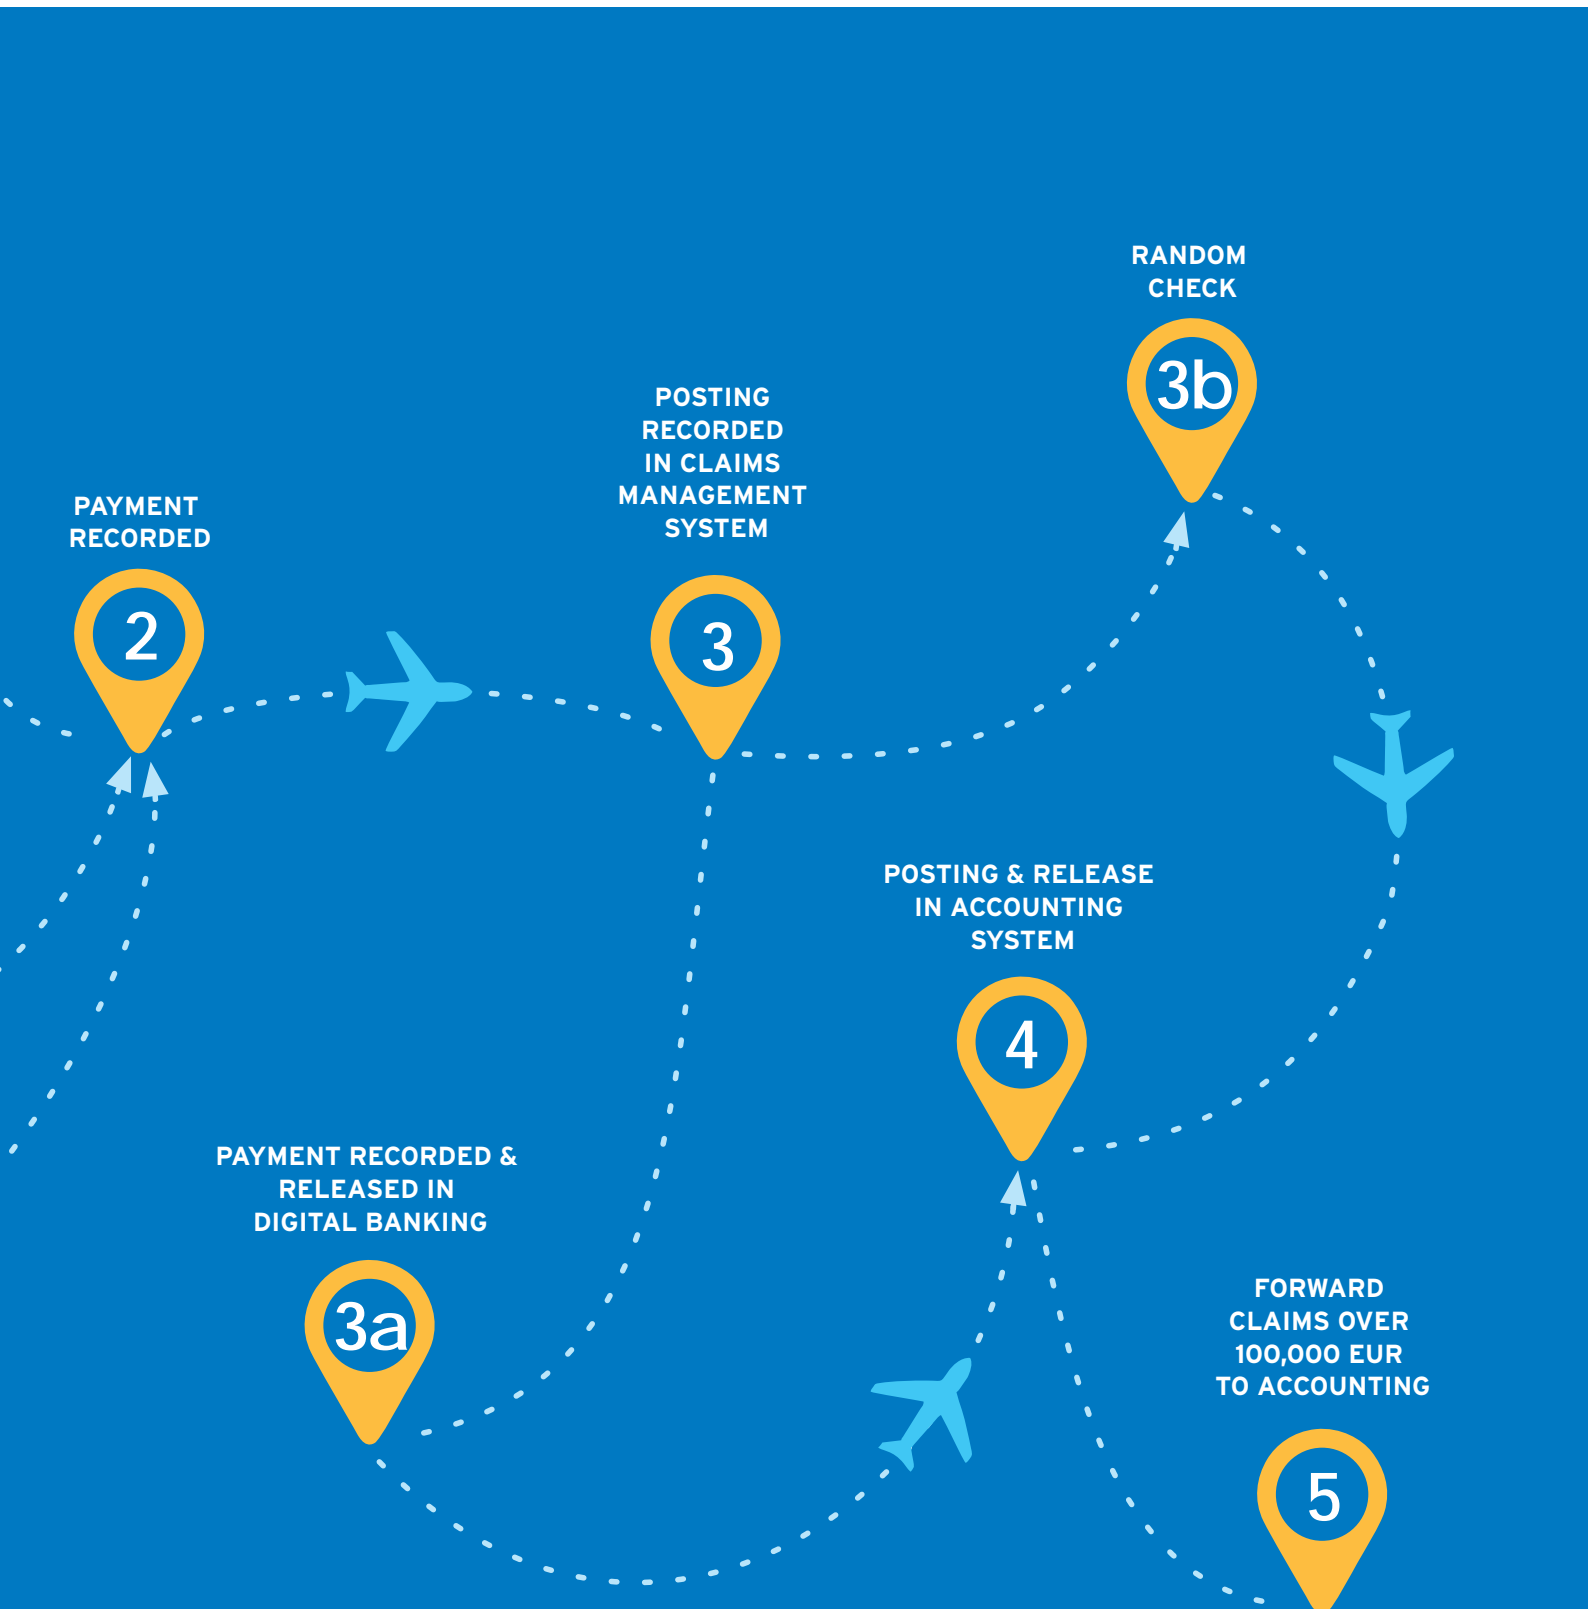 RANDOM
CHECK
3b
POSTING
RECORDED
IN CLAIMS
MANAGEMENT
SYSTEM
3
PAYMENT
RECORDED
2
POSTING & RELEASE
IN ACCOUNTING
SYSTEM
4
PAYMENT RECORDED &
RELEASED IN
DIGITAL BANKING
3a
FORWARD
CLAIMS OVER
100,000 EUR
TO ACCOUNTING
5